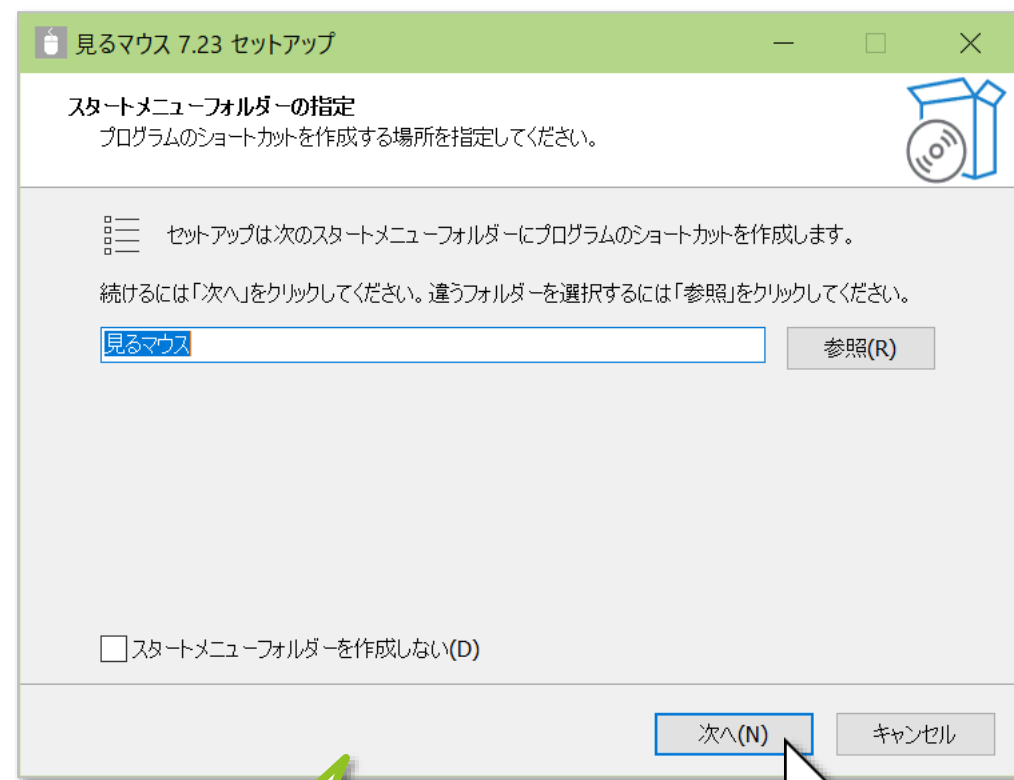 見るマウス 7.23 セットアップ
スタートメニューフォルダーの指定
プログラムのショートカットを作成する場所を指定してください。
セットアップは次のスタートメニューフォルダーにプログラムのショートカットを作成します。
続けるには「次へ」をクリックしてください。違うフォルダーを選択するには「参照」をクリックしてください。
見るマウス
参照(R)
スタートメニューフォルダーを作成しない(D)
次へ(N)
キャンセル